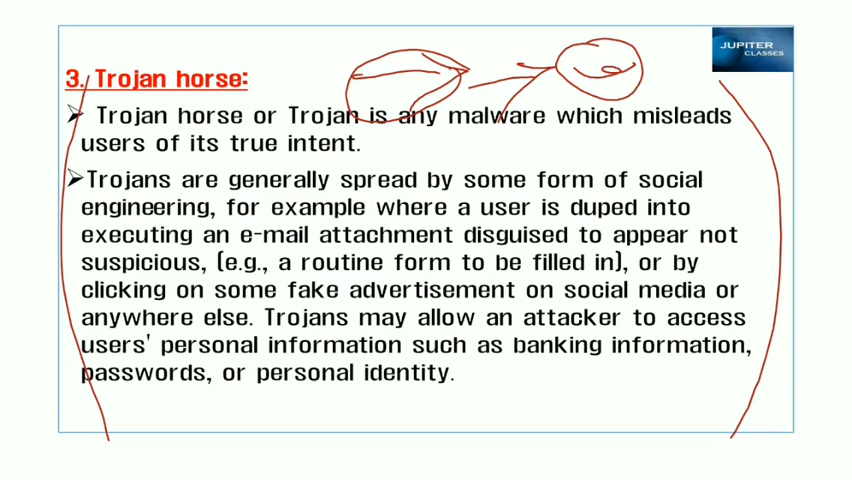 JUPITER
CLASSES
3. Trojan horse:
➢ Trojan horse or Trojan is any malware which misleads
users of its true intent.
➢Trojans are generally spread by some form of social
engineering, for example where a user is duped into
executing an e-mail attachment disguised to appear not
suspicious, (e.g., a routine form to be filled in), or by
clicking on some fake advertisement on social media or
anywhere else. Trojans may allow an attacker to access
users' personal information such as banking information,
passwords, or personal identity.